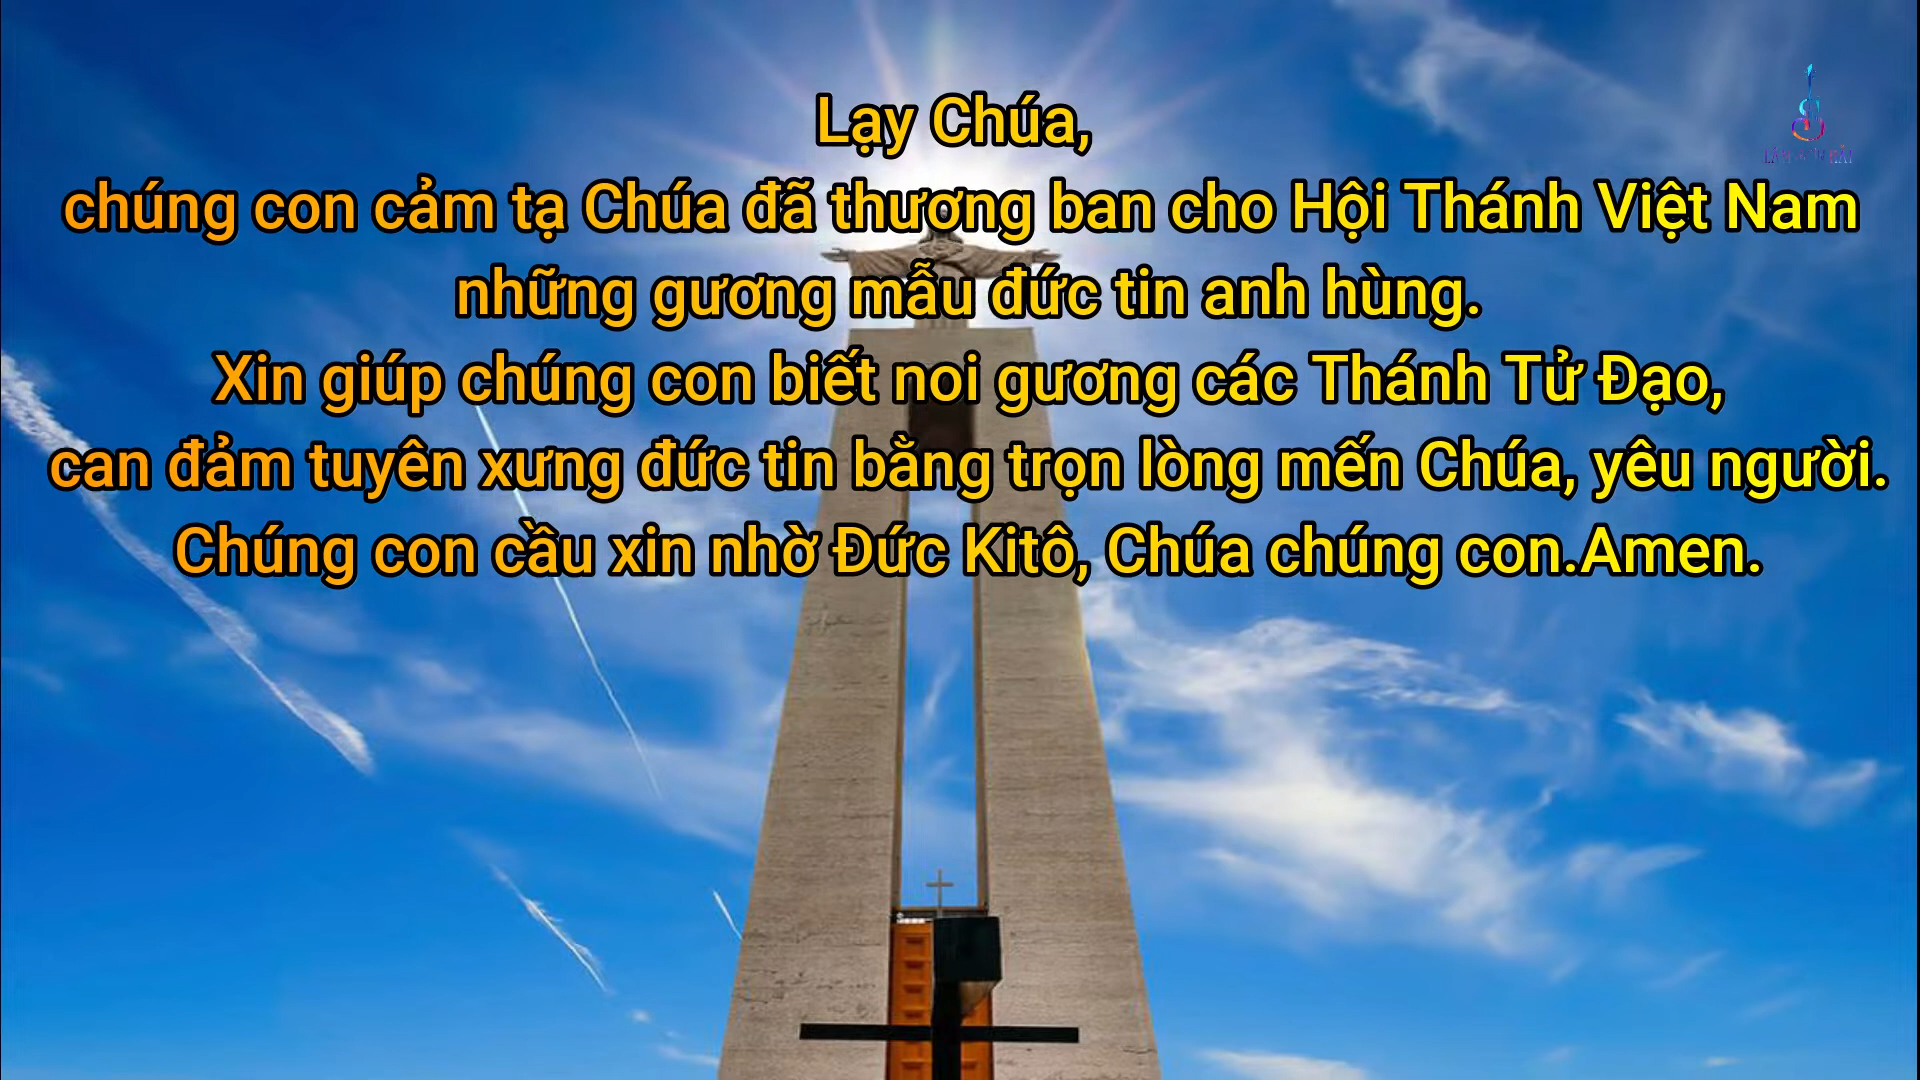 Lạy Chúa,
chúng con cảm tạ Chúa đã thương ban cho Hội Thánh Việt Nam
những gương mẫu đức tin anh hùng.
Xin giúp chúng con biết noi gương các Thánh Tử Đạo,
can đảm tuyên xưng đức tin bằng trọn lòng mến Chúa, yêu người.
Chúng con cầu xin nhờ Đức Kitô, Chúa chúng con.Amen.